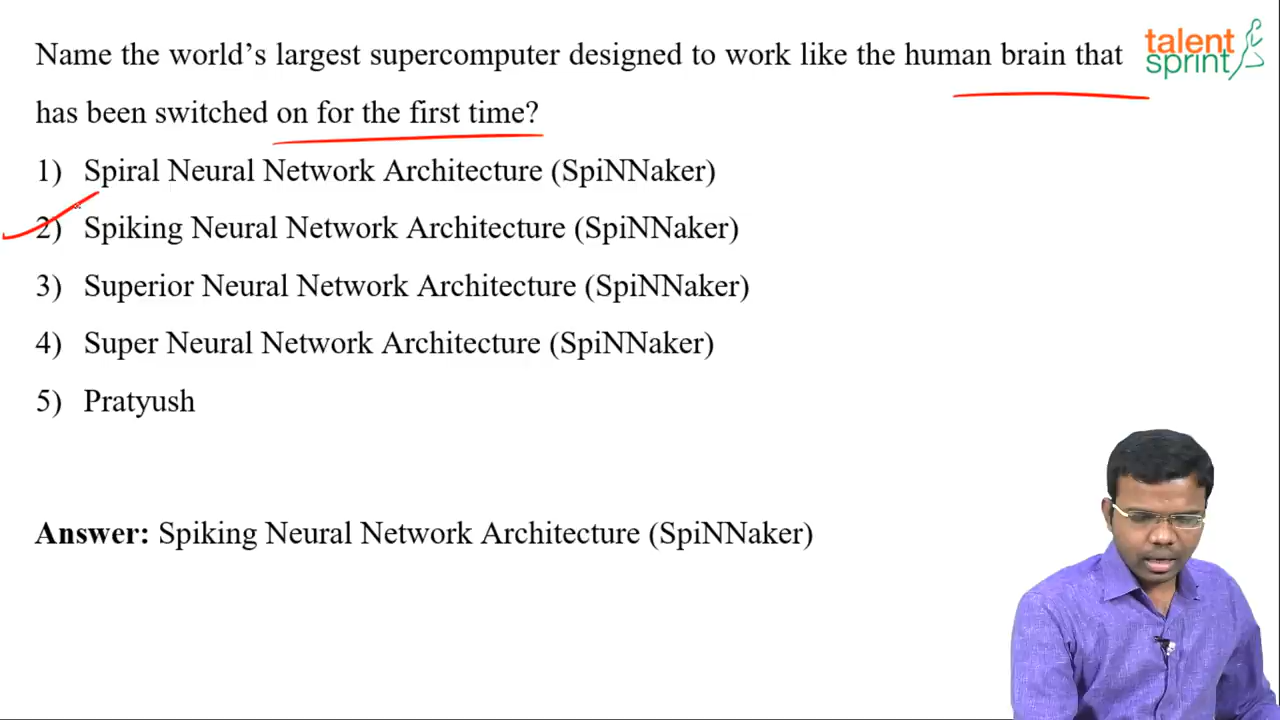 Name the world's largest supercomputer designed to work like the human brain that
has been switched on for the first time?
1) Spiral Neural Network Architecture (SpiNNaker)
2) Spiking Neural Network Architecture (SpiNNaker)
3) Superior Neural Network Architecture (SpiNNaker)
4) Super Neural Network Architecture (SpiNNaker)
5) Pratyush
Answer: Spiking Neural Network Architecture (SpiNNaker)
talent
sprint